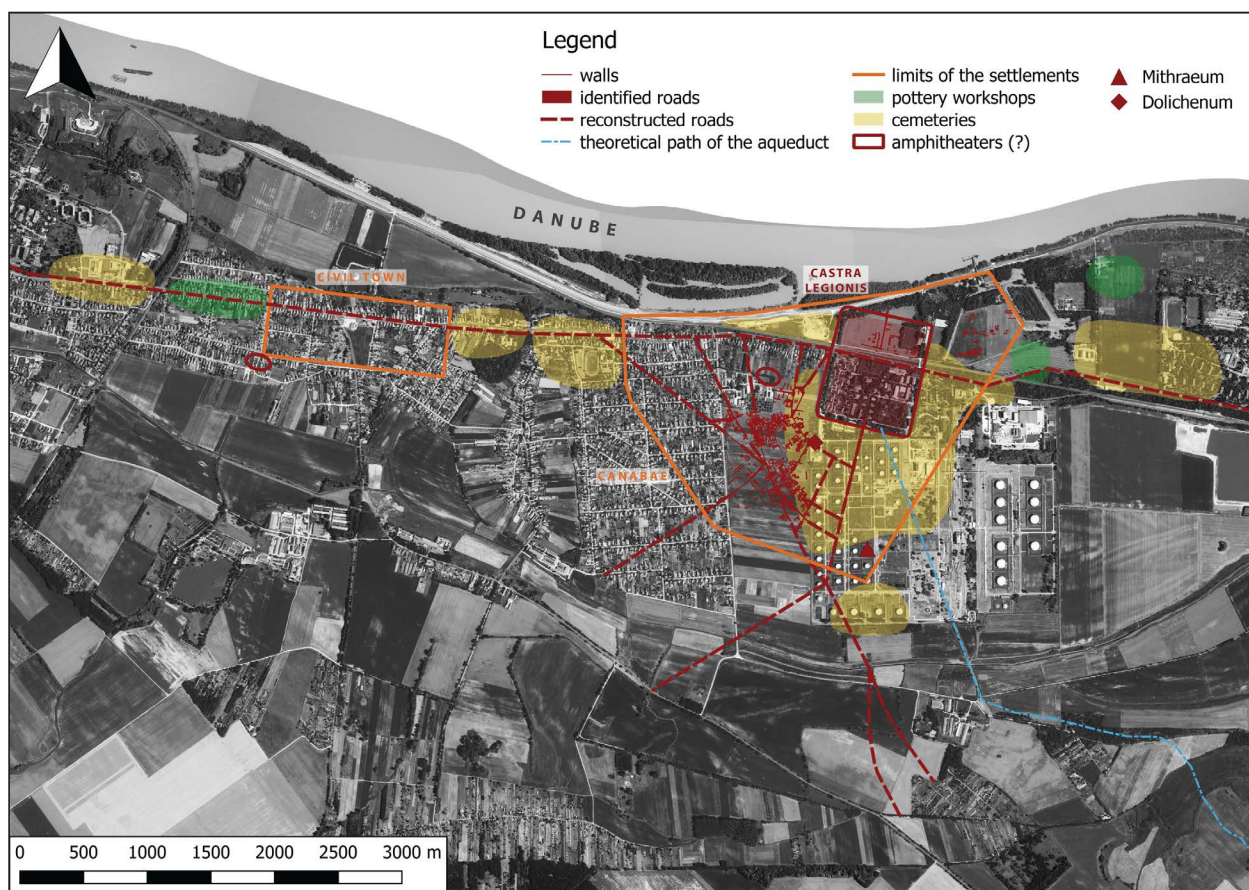 Legend
walls
identified roads
reconstructed roads
theoretical path of the aqueduct
limits of the settlements
pottery workshops
cemeteries
amphitheaters (?)
Mithraeum
Dolichenum
DANUBE
CIVIL TOWN
CASTRA
LEGIONIS
CANABAE
0 500 1000 1500 2000 2500 3000 m